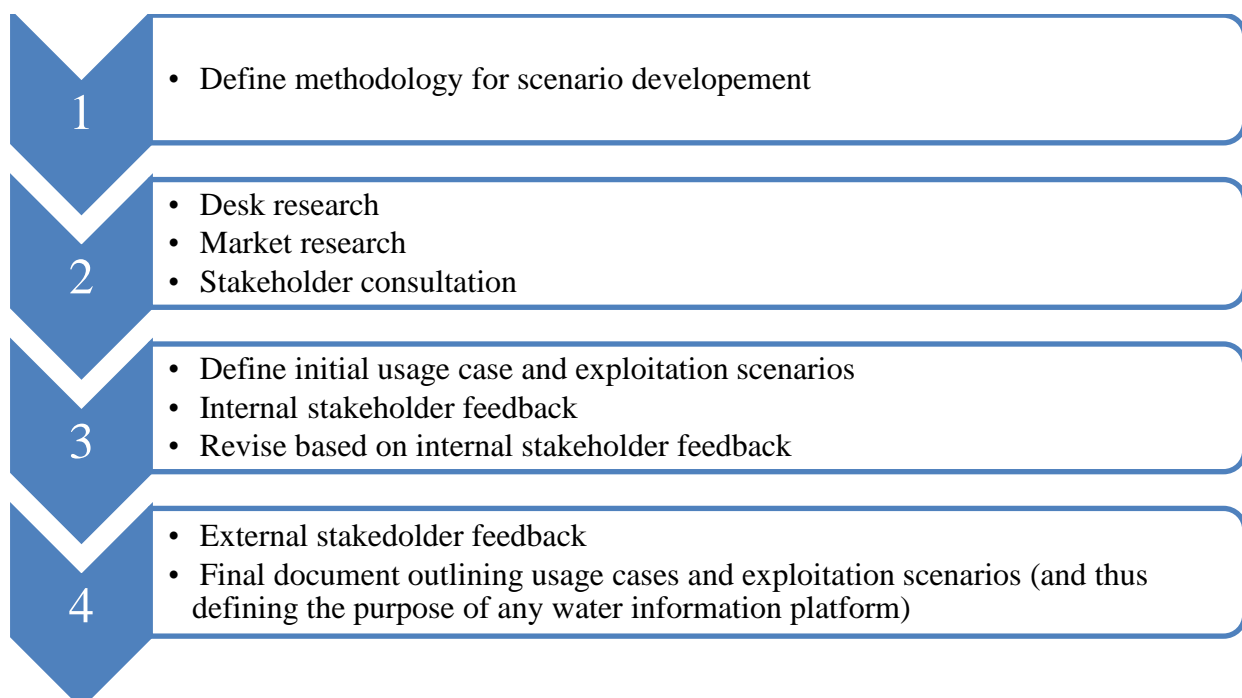 1
• Define methodology for scenario developement
2
• Desk research
• Market research
• Stakeholder consultation
3
• Define initial usage case and exploitation scenarios
• Internal stakeholder feedback
• Revise based on internal stakeholder feedback
4
• External stakedolder feedback
• Final document outlining usage cases and exploitation scenarios (and thus
defining the purpose of any water information platform)